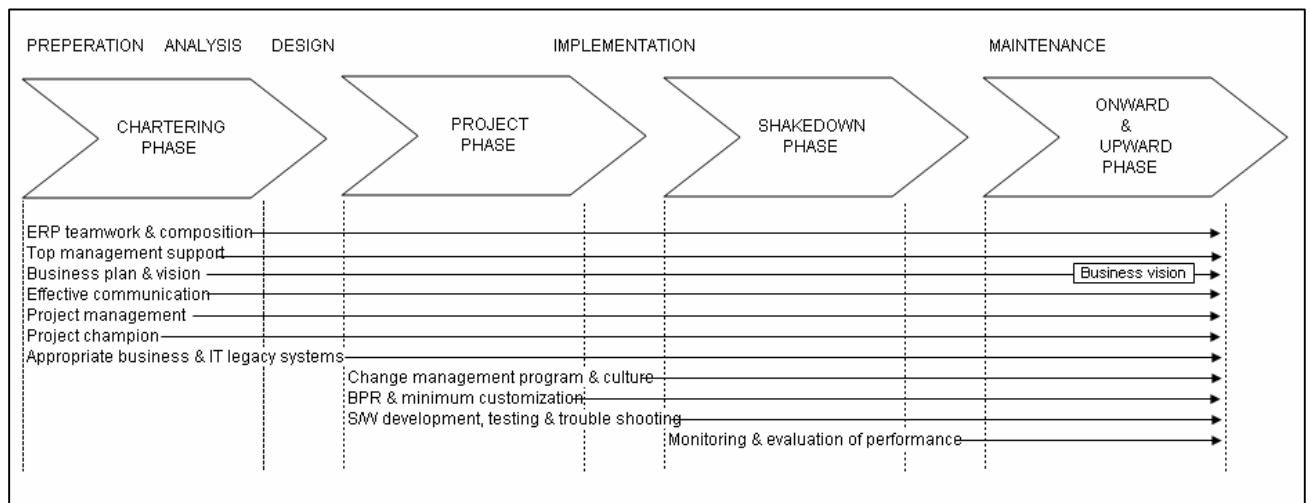 PREPERATION ANALYSIS DESIGN IMPLEMENTATION MAINTENANCE
CHARTERING
PHASE
PROJECT
PHASE
SHAKEDOWN
PHASE
ONWARD
&
UPWARD
PHASE
ERP teamwork & composition
Top management support
Business plan & vision
Business vision
Effective communication
Project management
Project champion
Appropriate business & IT legacy systems
Change management program & culture
BPR & minimum customization
S/W development, testing & trouble shooting
Monitoring & evaluation of performance